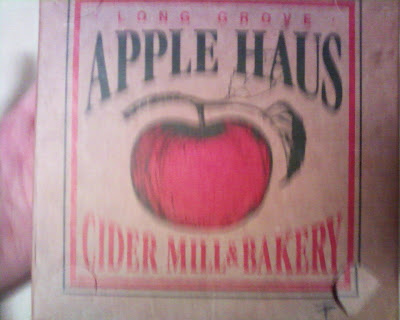 LONG GROVE
APPLE HAUS
CIDER MILL & BAKERY